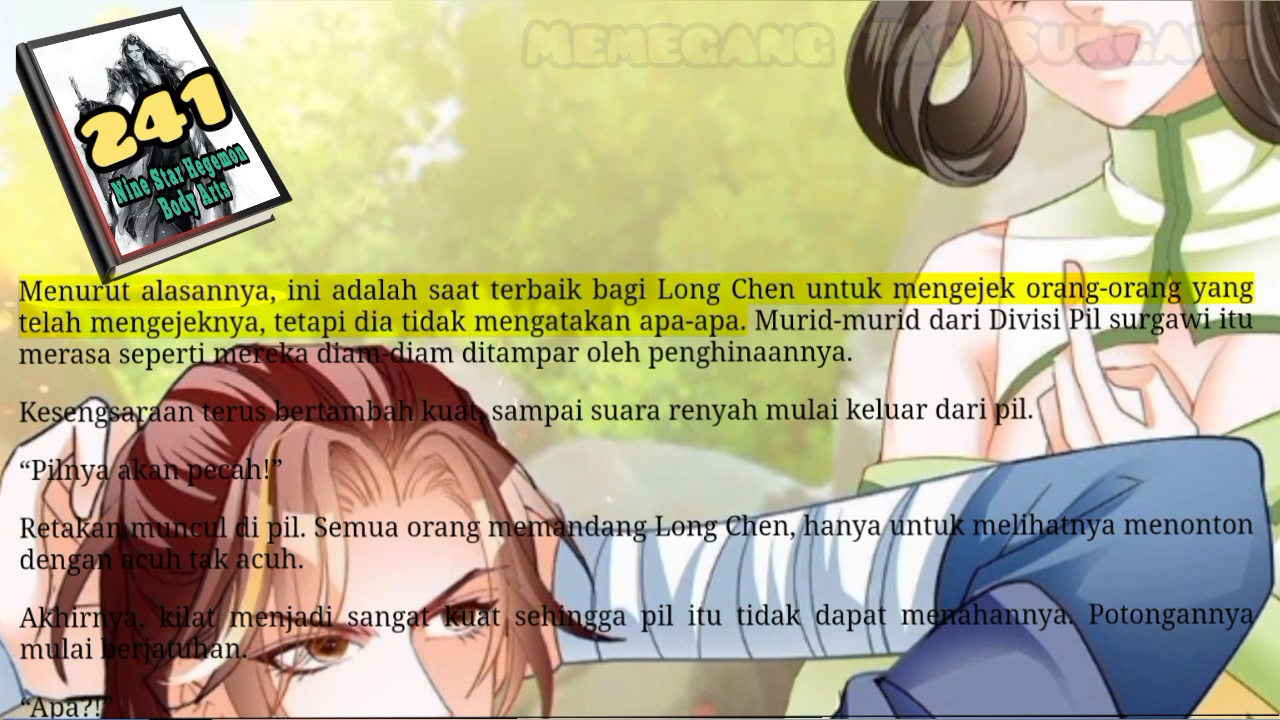 MEMEGANG DAO SURGAWI
241
Nine Star Hegemon
Body Arts
Menurut alasannya, ini adalah saat terbaik bagi Long Chen untuk mengejek orang-orang yang
telah mengejeknya, tetapi dia tidak mengatakan apa-apa. Murid-murid dari Divisi Pil surgawi itu
merasa seperti mereka diam-diam ditampar oleh penghinaannya.
Kesengsaraan terus bertambah kuat, sampai suara renyah mulai keluar dari pil.
“Pilnya akan pecah!”
Retakan muncul di pil. Semua orang memandang Long Chen, hanya untuk melihatnya menonton
dengan acuh tak acuh.
Akhirnya, kilat menjadi sangat kuat sehingga pil itu tidak dapat menahannya. Potongannya
mulai berjatuhan.
“Apa?!”